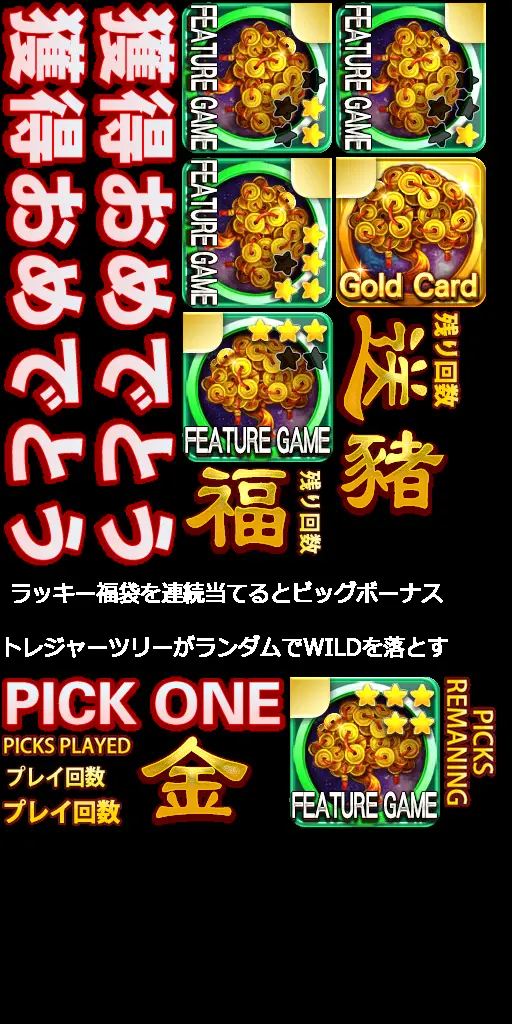 獲得おめでとう
獲得おめでとう
FEATURE GAME
FEATURE GAME
FEATURE GAME
Gold Card
FEATURE GAME
送
残り回数
豬
福
残り回数
ラッキー福袋を連続当てるとビッグボーナス
トレジャーツリーがランダムでWILDを落とす
PICK ONE
PICKS PLAYED
プレイ回数
プレイ回数
金
FEATURE GAME
PICKS
REMANING